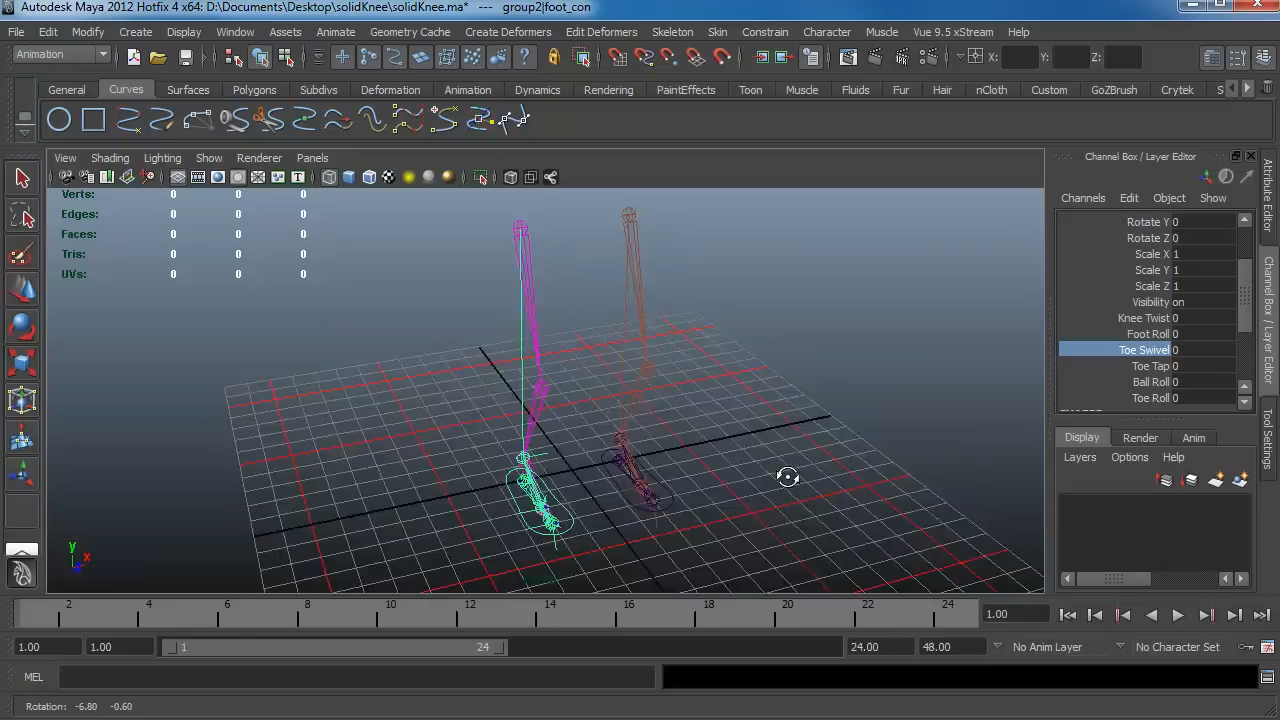 Autodesk Maya 2012 Hotfix 4 x64: D:\Documents\Desktop\solidKnee\solidKnee.ma* --- group2|foot_con
File Edit Modify Create Display Window Assets Animate Geometry Cache Create Deformers Edit Deformers Skeleton Skin Constrain Character Muscle Vue 9.5 xStream Help
Animation X: Y: Z:
General Curves Surfaces Polygons Subdivs Deformation Animation Dynamics Rendering PaintEffects Toon Muscle Fluids Fur Hair nCloth Custom GoZBrush Crytek S
View Shading Lighting Show Renderer Panels
Channel Box / Layer Editor
Channels Edit Object Show
Verts: 0 0 0
Edges: 0 0 0
Faces: 0 0 0
Tris: 0 0 0
UVs: 0 0 0
Rotate Y 0
Rotate Z 0
Scale X 1
Scale Y 1
Scale Z 1
Visibility on
Knee Twist 0
Foot Roll 0
Toe Swivel 0
Toe Tap 0
Ball Roll 0
Toe Roll 0
Display Render Anim
Layers Options Help
Attribute Editor
Channel Box / Layer Editor
Tool Settings
y
x
z
2 4 6 8 10 12 14 16 18 20 22 24
1.00
1.00 1.00 1 24 24.00 48.00 No Anim Layer No Character Set
MEL
Rotation: -6.80 -0.60